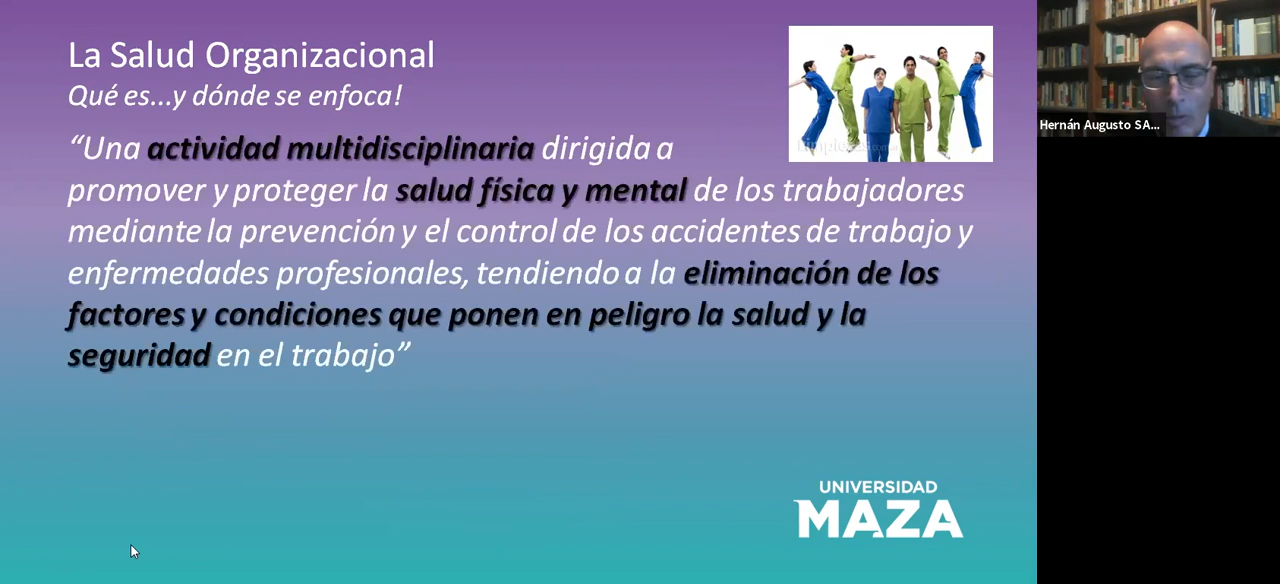 La Salud Organizacional
Qué es...y dónde se enfoca!
“Una actividad multidisciplinaria dirigida a
promover y proteger la salud física y mental de los trabajadores
mediante la prevención y el control de los accidentes de trabajo y
enfermedades profesionales, tendiendo a la eliminación de los
factores y condiciones que ponen en peligro la salud y la
seguridad en el trabajo”
UNIVERSIDAD
MAZA
Hernán Augusto SA...